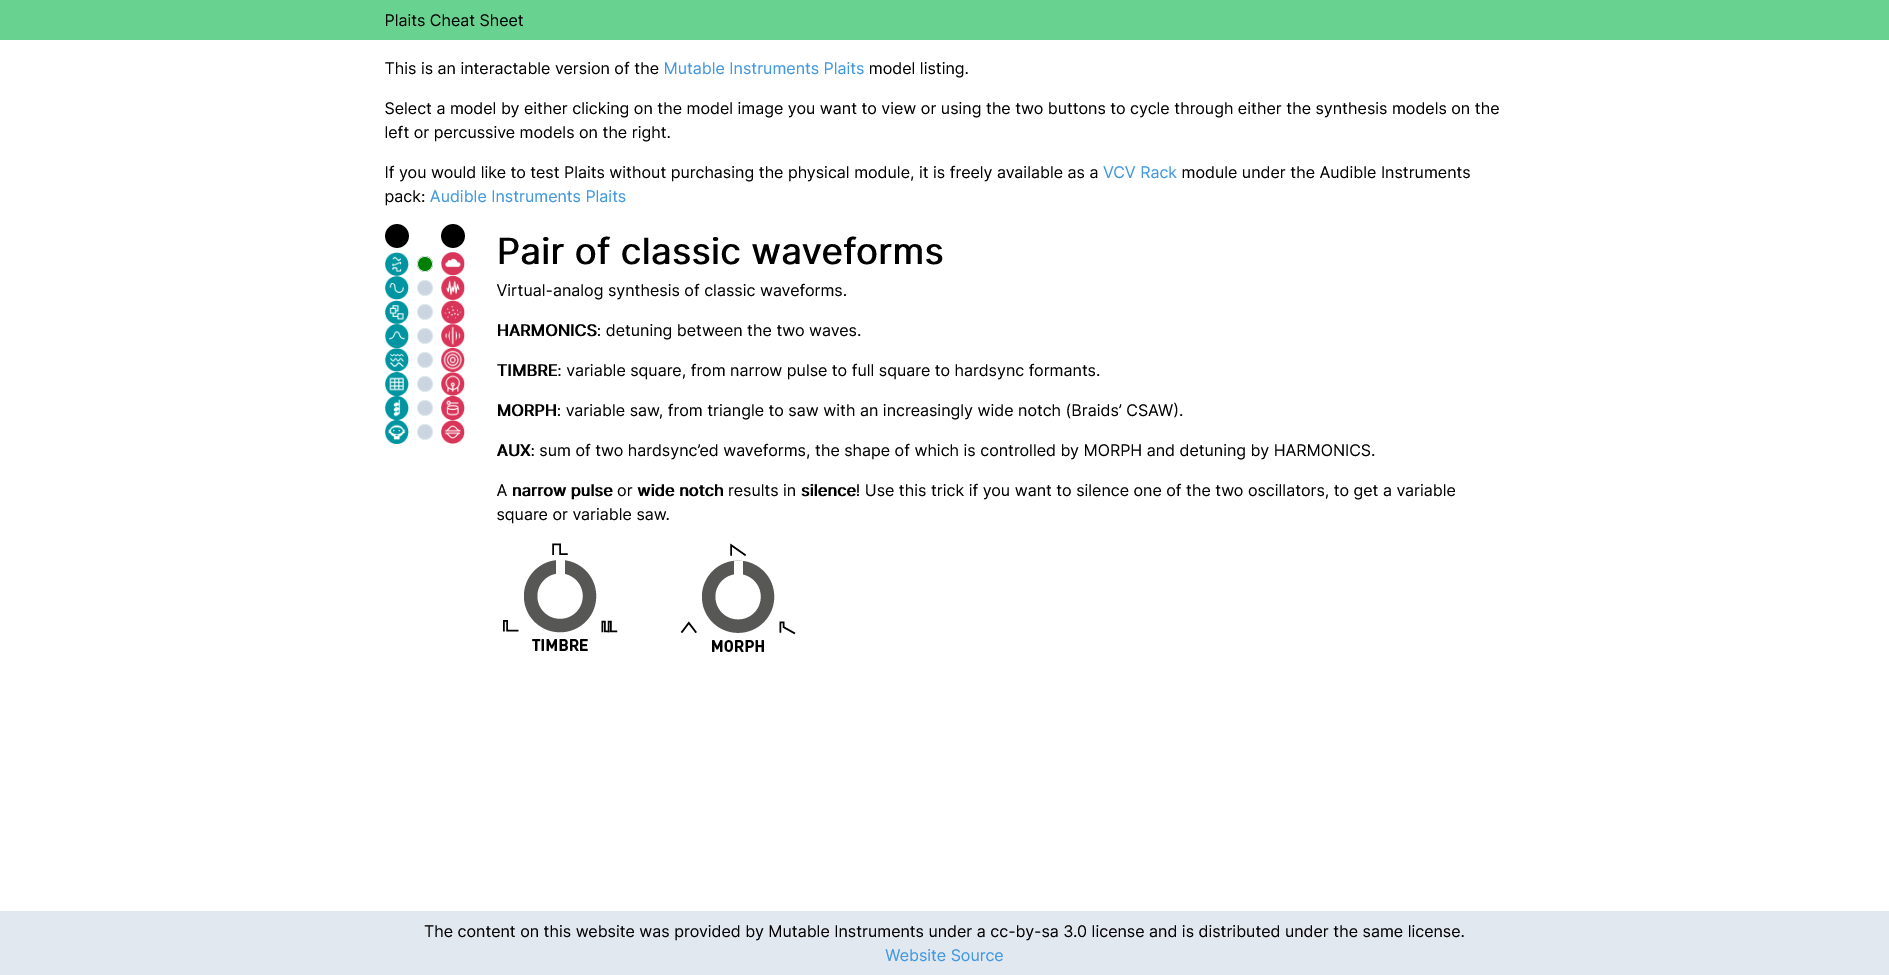 Plaits Cheat Sheet
This is an interactable version of the Mutable Instruments Plaits model listing.
Select a model by either clicking on the model image you want to view or using the two buttons to cycle through either the synthesis models on the
left or percussive models on the right.
If you would like to test Plaits without purchasing the physical module, it is freely available as a VCV Rack module under the Audible Instruments
pack: Audible Instruments Plaits
Pair of classic waveforms
Virtual-analog synthesis of classic waveforms.
HARMONICS: detuning between the two waves.
TIMBRE: variable square, from narrow pulse to full square to hardsync formants.
MORPH: variable saw, from triangle to saw with an increasingly wide notch (Braids’ CSAW).
AUX: sum of two hardsync’ed waveforms, the shape of which is controlled by MORPH and detuning by HARMONICS.
A narrow pulse or wide notch results in silence! Use this trick if you want to silence one of the two oscillators, to get a variable
square or variable saw.
TIMBRE
MORPH
The content on this website was provided by Mutable Instruments under a cc-by-sa 3.0 license and is distributed under the same license.
Website Source